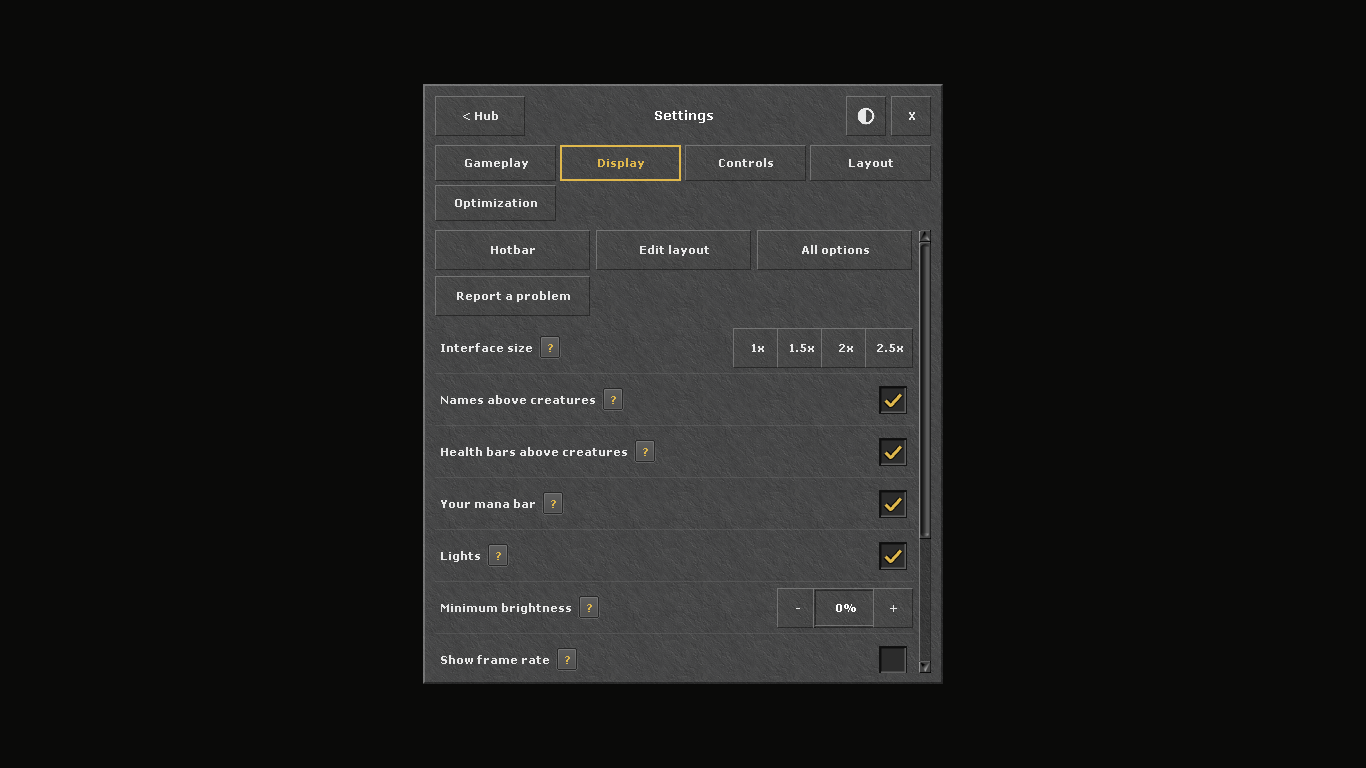 < Hub Settings X
Gameplay Display Controls Layout
Optimization
Hotbar Edit layout All options
Report a problem
Interface size ? 1x 1.5x 2x 2.5x
Names above creatures ?
Health bars above creatures ?
Your mana bar ?
Lights ?
Minimum brightness ? - 0% +
Show frame rate ?